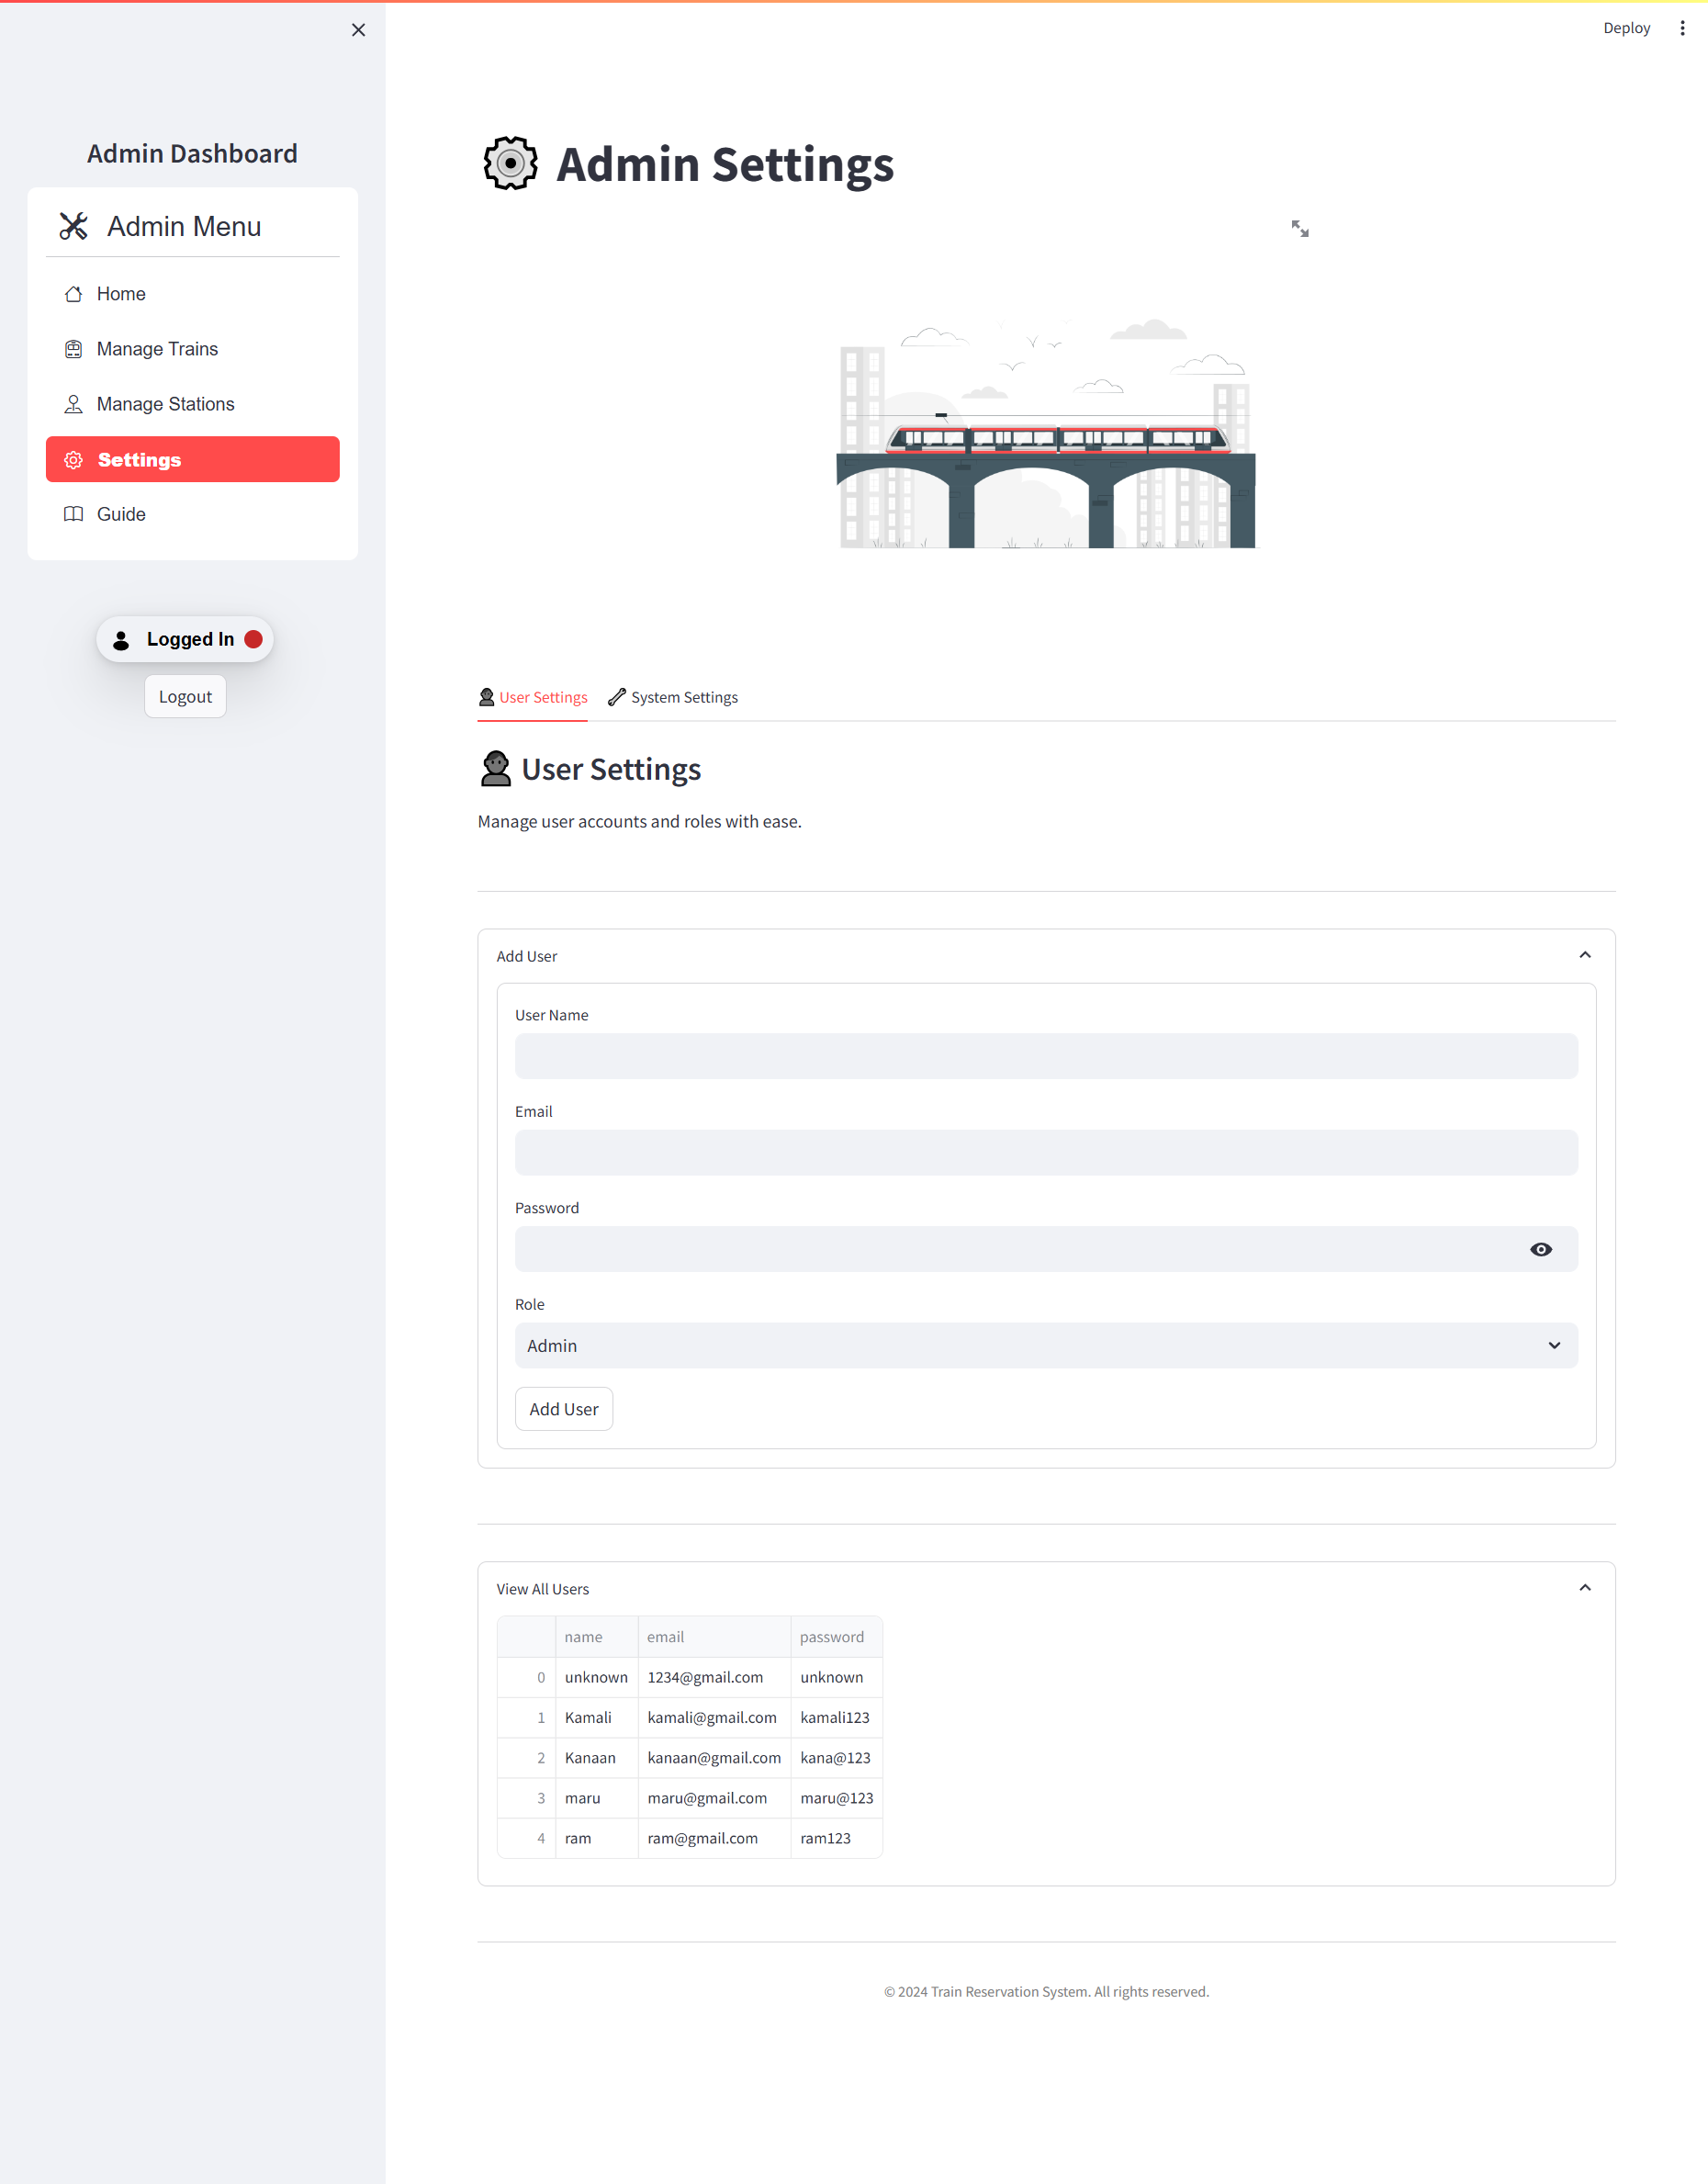 Deploy
Admin Dashboard
Admin Menu
Home
Manage Trains
Manage Stations
Settings
Guide
Logged In
Logout
Admin Settings
User Settings
System Settings
User Settings
Manage user accounts and roles with ease.
Add User
User Name
Email
Password
Role
Admin
Add User
View All Users
name email password
0 unknown 1234@gmail.com unknown
1 Kamali kamali@gmail.com kamali123
2 Kanaan kanaan@gmail.com kana@123
3 maru maru@gmail.com maru@123
4 ram ram@gmail.com ram123
© 2024 Train Reservation System. All rights reserved.